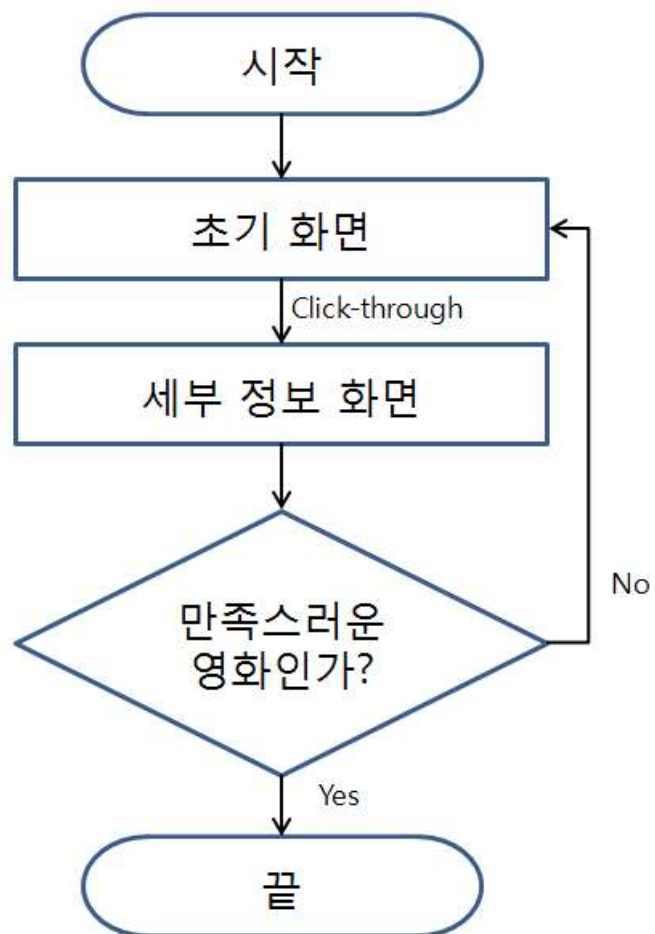 시작
초기 화면
Click-through
세부 정보 화면
만족스러운
영화인가?
No
Yes
끝